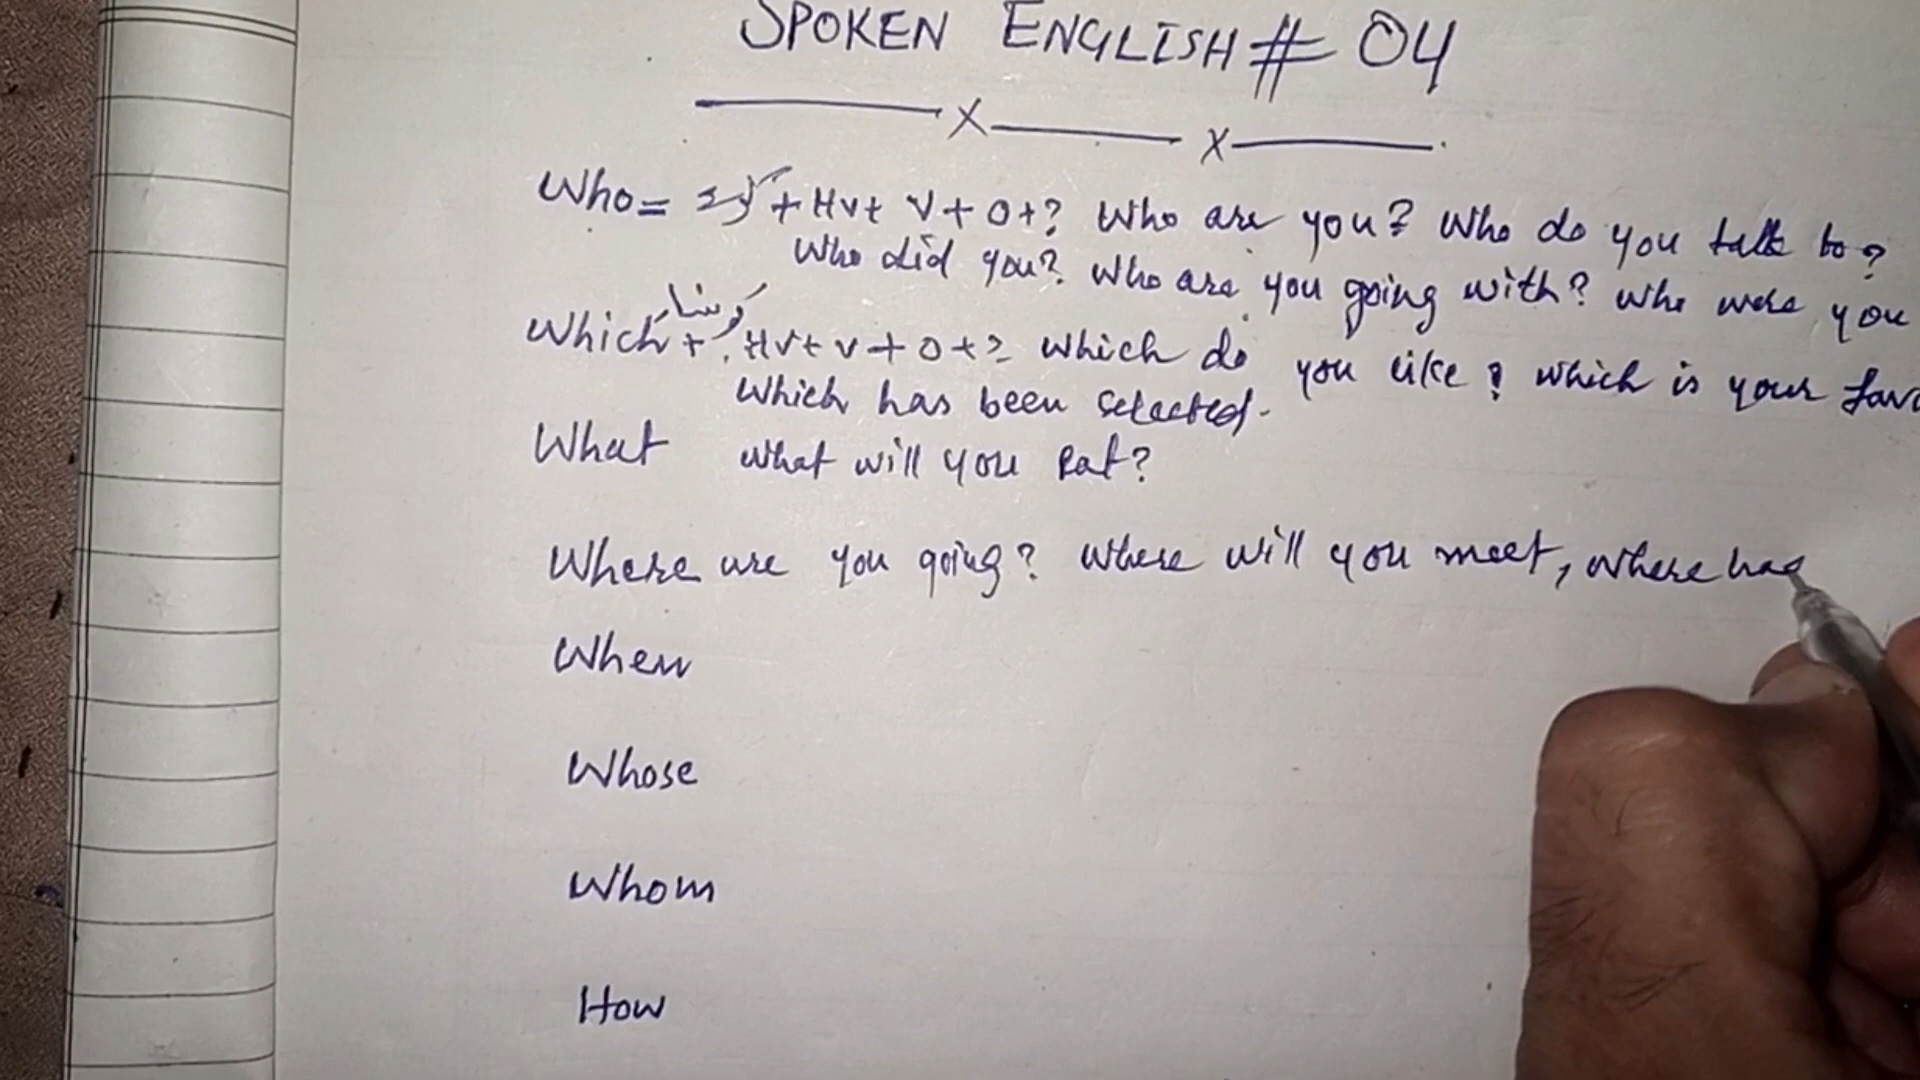 SPOKEN ENGLISH # 04
Who= + Hv+ V+O+? Who are you? Who do you talk to?
Who did you? Who are you going with? Who were you
Which + کونسا Hv+v+O+? Which do you like? Which is your favo
Which has been selected.
What What will you Eat?
Where are you going? Where will you meet, where has
When
Whose
Whom
How